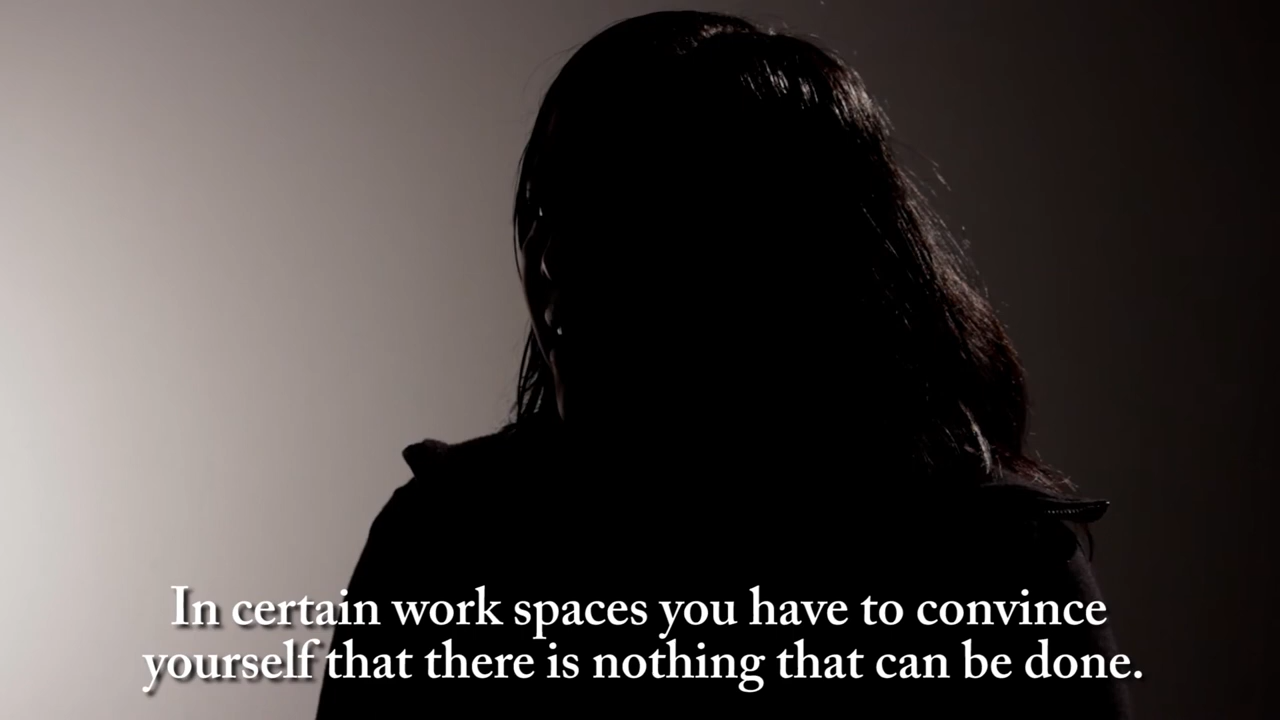 In certain work spaces you have to convince
yourself that there is nothing that can be done.